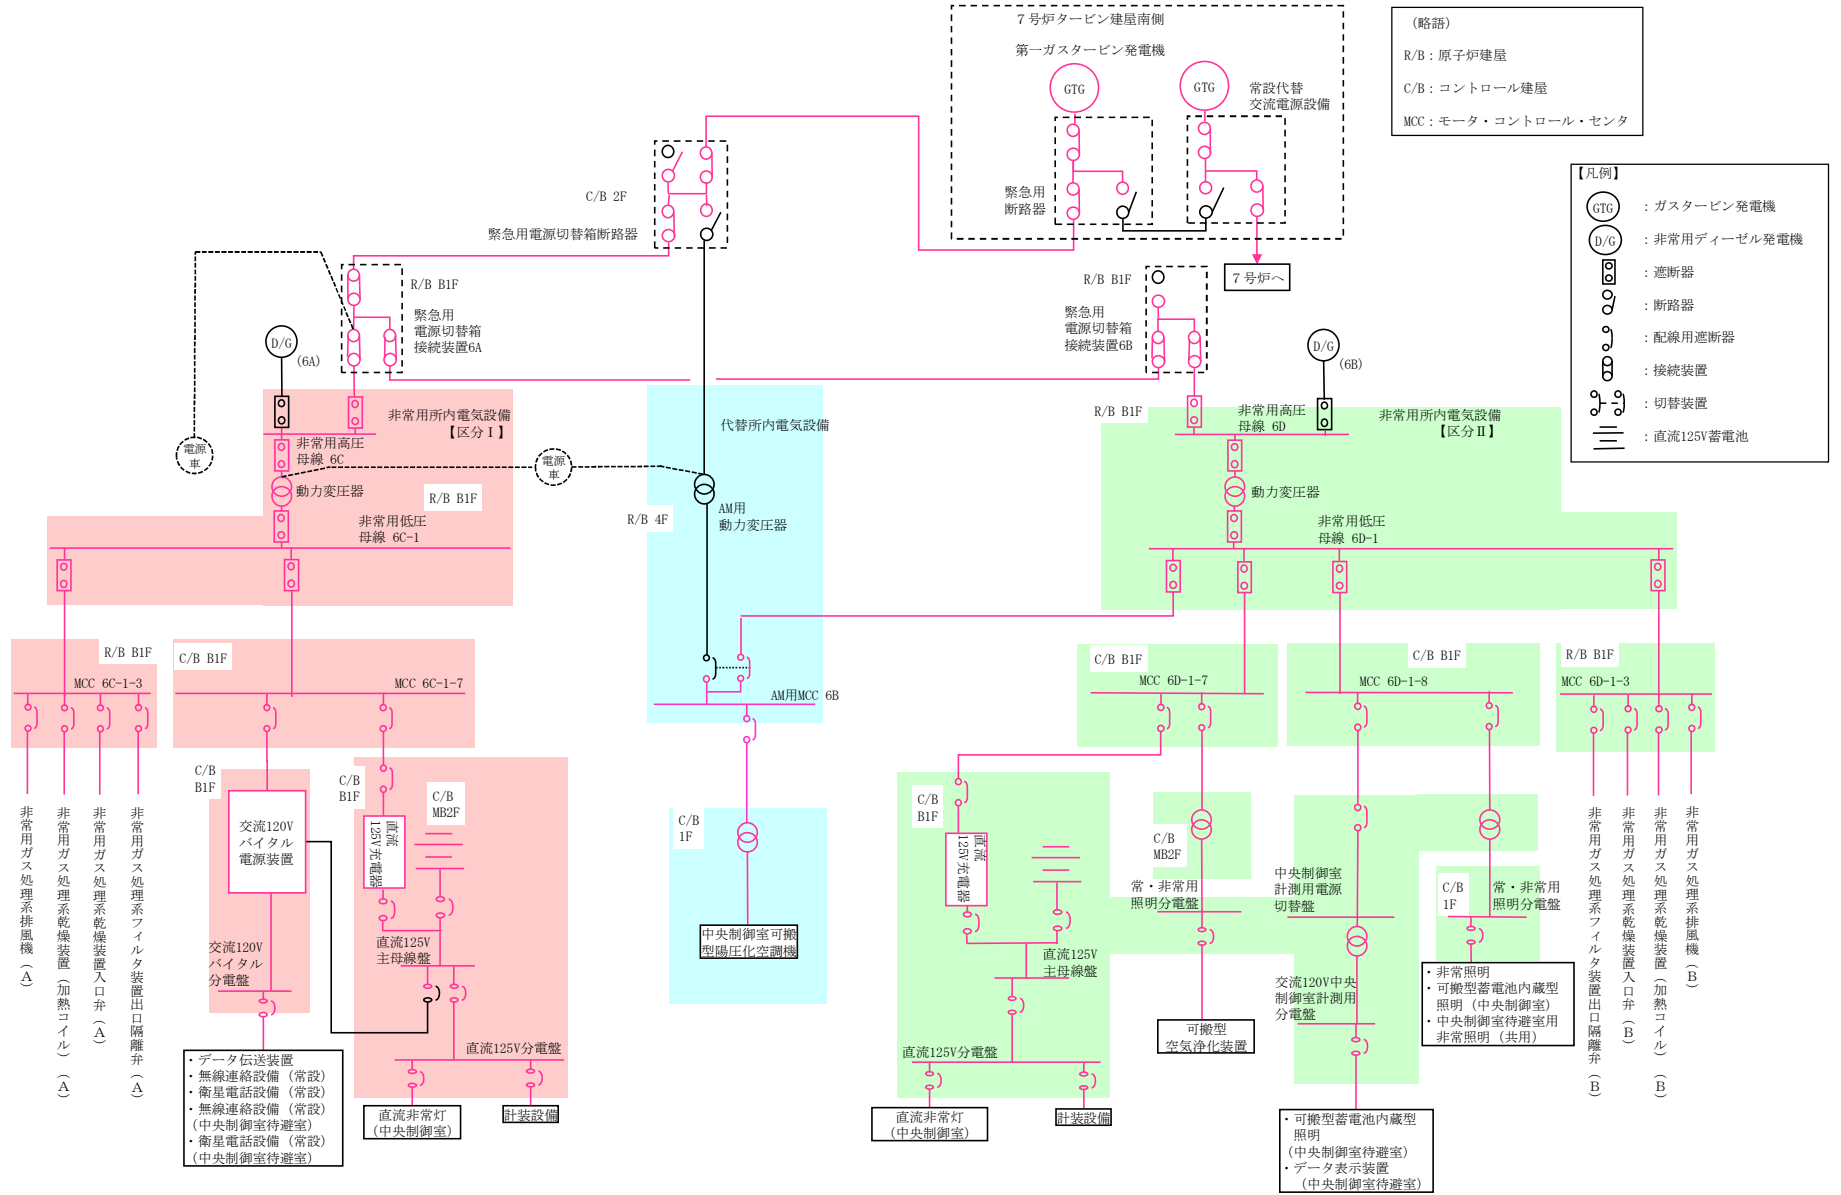 ７号炉タービン建屋南側
第一ガスタービン発電機
GTG
GTG
常設代替
交流電源設備
緊急用
断路器
７号炉へ
（略語）
R/B：原子炉建屋
C/B：コントロール建屋
MCC：モータ・コントロール・センタ
【凡例】
GTG
：ガスタービン発電機
D/G
：非常用ディーゼル発電機
：遮断器
：断路器
：配線用遮断器
：接続装置
：切替装置
：直流125V蓄電池
C/B 2F
緊急用電源切替箱断路器
R/B B1F
緊急用
電源切替箱
接続装置6A
R/B B1F
緊急用
電源切替箱
接続装置6B
D/G
（6A）
D/G
（6B）
電源
車
電源
車
非常用所内電気設備
【区分Ⅰ】
非常用高圧
母線 6C
動力変圧器
R/B B1F
非常用低圧
母線 6C-1
代替所内電気設備
R/B 4F
AM用
動力変圧器
R/B B1F
非常用高圧
母線 6D
非常用所内電気設備
【区分Ⅱ】
動力変圧器
非常用低圧
母線 6D-1
R/B B1F
MCC 6C-1-3
C/B B1F
MCC 6C-1-7
AM用MCC 6B
C/B B1F
MCC 6D-1-7
C/B B1F
MCC 6D-1-8
R/B B1F
MCC 6D-1-3
非常用ガス処理系排風機（A）
非常用ガス処理系乾燥装置（加熱コイル）（A）
非常用ガス処理系乾燥装置入口弁（A）
非常用ガス処理系フィルタ装置出口隔離弁（A）
C/B
B1F
交流120V
バイタル
電源装置
交流120V
バイタル
分電盤
・データ伝送装置
・無線連絡設備（常設）
・衛星電話設備（常設）
・無線連絡設備（常設）
（中央制御室待避室）
・衛星電話設備（常設）
（中央制御室待避室）
C/B
B1F
直流
125V充電器
C/B
MB2F
直流125V
主母線盤
直流125V分電盤
直流非常灯
（中央制御室）
計装設備
C/B
1F
中央制御室可搬
型陽圧化空調機
C/B
B1F
直流
125V充電器
直流125V
主母線盤
直流125V分電盤
直流非常灯
（中央制御室）
計装設備
C/B
MB2F
常・非常用
照明分電盤
可搬型
空気浄化装置
中央制御室
計測用電源
切替盤
交流120V中央
制御室計測用
分電盤
・可搬型蓄電池内蔵型
照明
（中央制御室待避室）
・データ表示装置
（中央制御室待避室）
C/B
1F
常・非常用
照明分電盤
・非常照明
・可搬型蓄電池内蔵型
照明（中央制御室）
・中央制御室待避室用
非常照明（共用）
非常用ガス処理系フィルタ装置出口隔離弁（B）
非常用ガス処理系乾燥装置入口弁（B）
非常用ガス処理系乾燥装置（加熱コイル）（B）
非常用ガス処理系排風機（B）